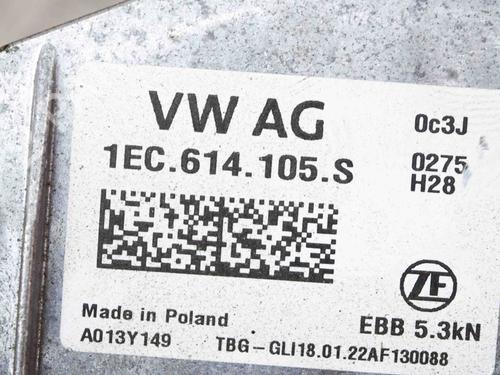 VW AG
0c3J
1EC.614.105.S
0275
H28
ZF
Made in Poland
EBB 5.3kN
A013Y149
TBG-GLI18.01.22AF130088